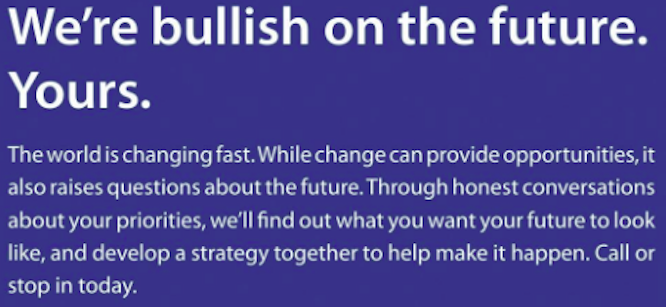 We're bullish on the future.
Yours.
The world is changing fast. While change can provide opportunities, it
also raises questions about the future. Through honest conversations
about your priorities, we'll find out what you want your future to look
like, and develop a strategy together to help make it happen. Call or
stop in today.